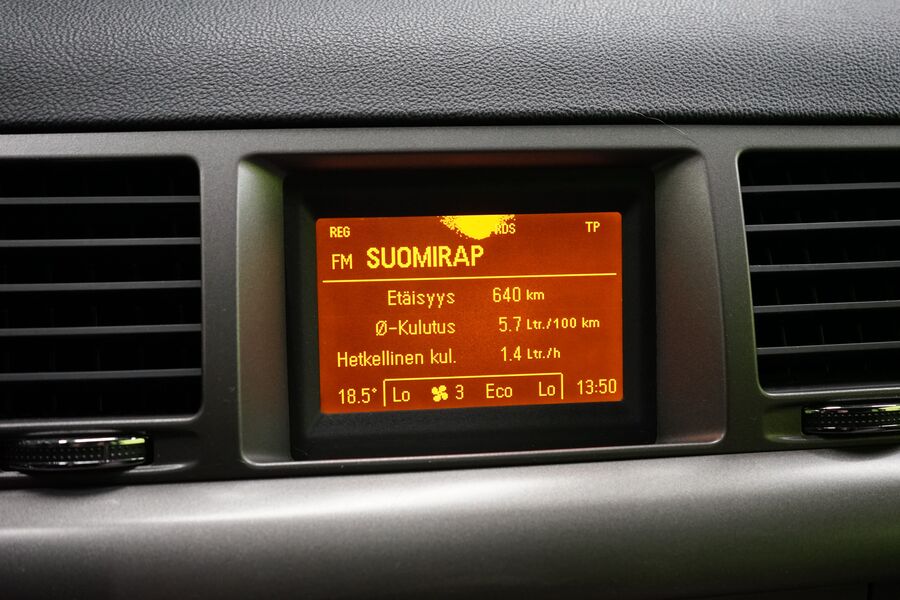 REG RDS TP
FM SUOMIRAP
Etäisyys 640 km
Ø-Kulutus 5.7 Ltr./100 km
Hetkellinen kul. 1.4 Ltr./h
18.5° Lo 3 Eco Lo 13:50